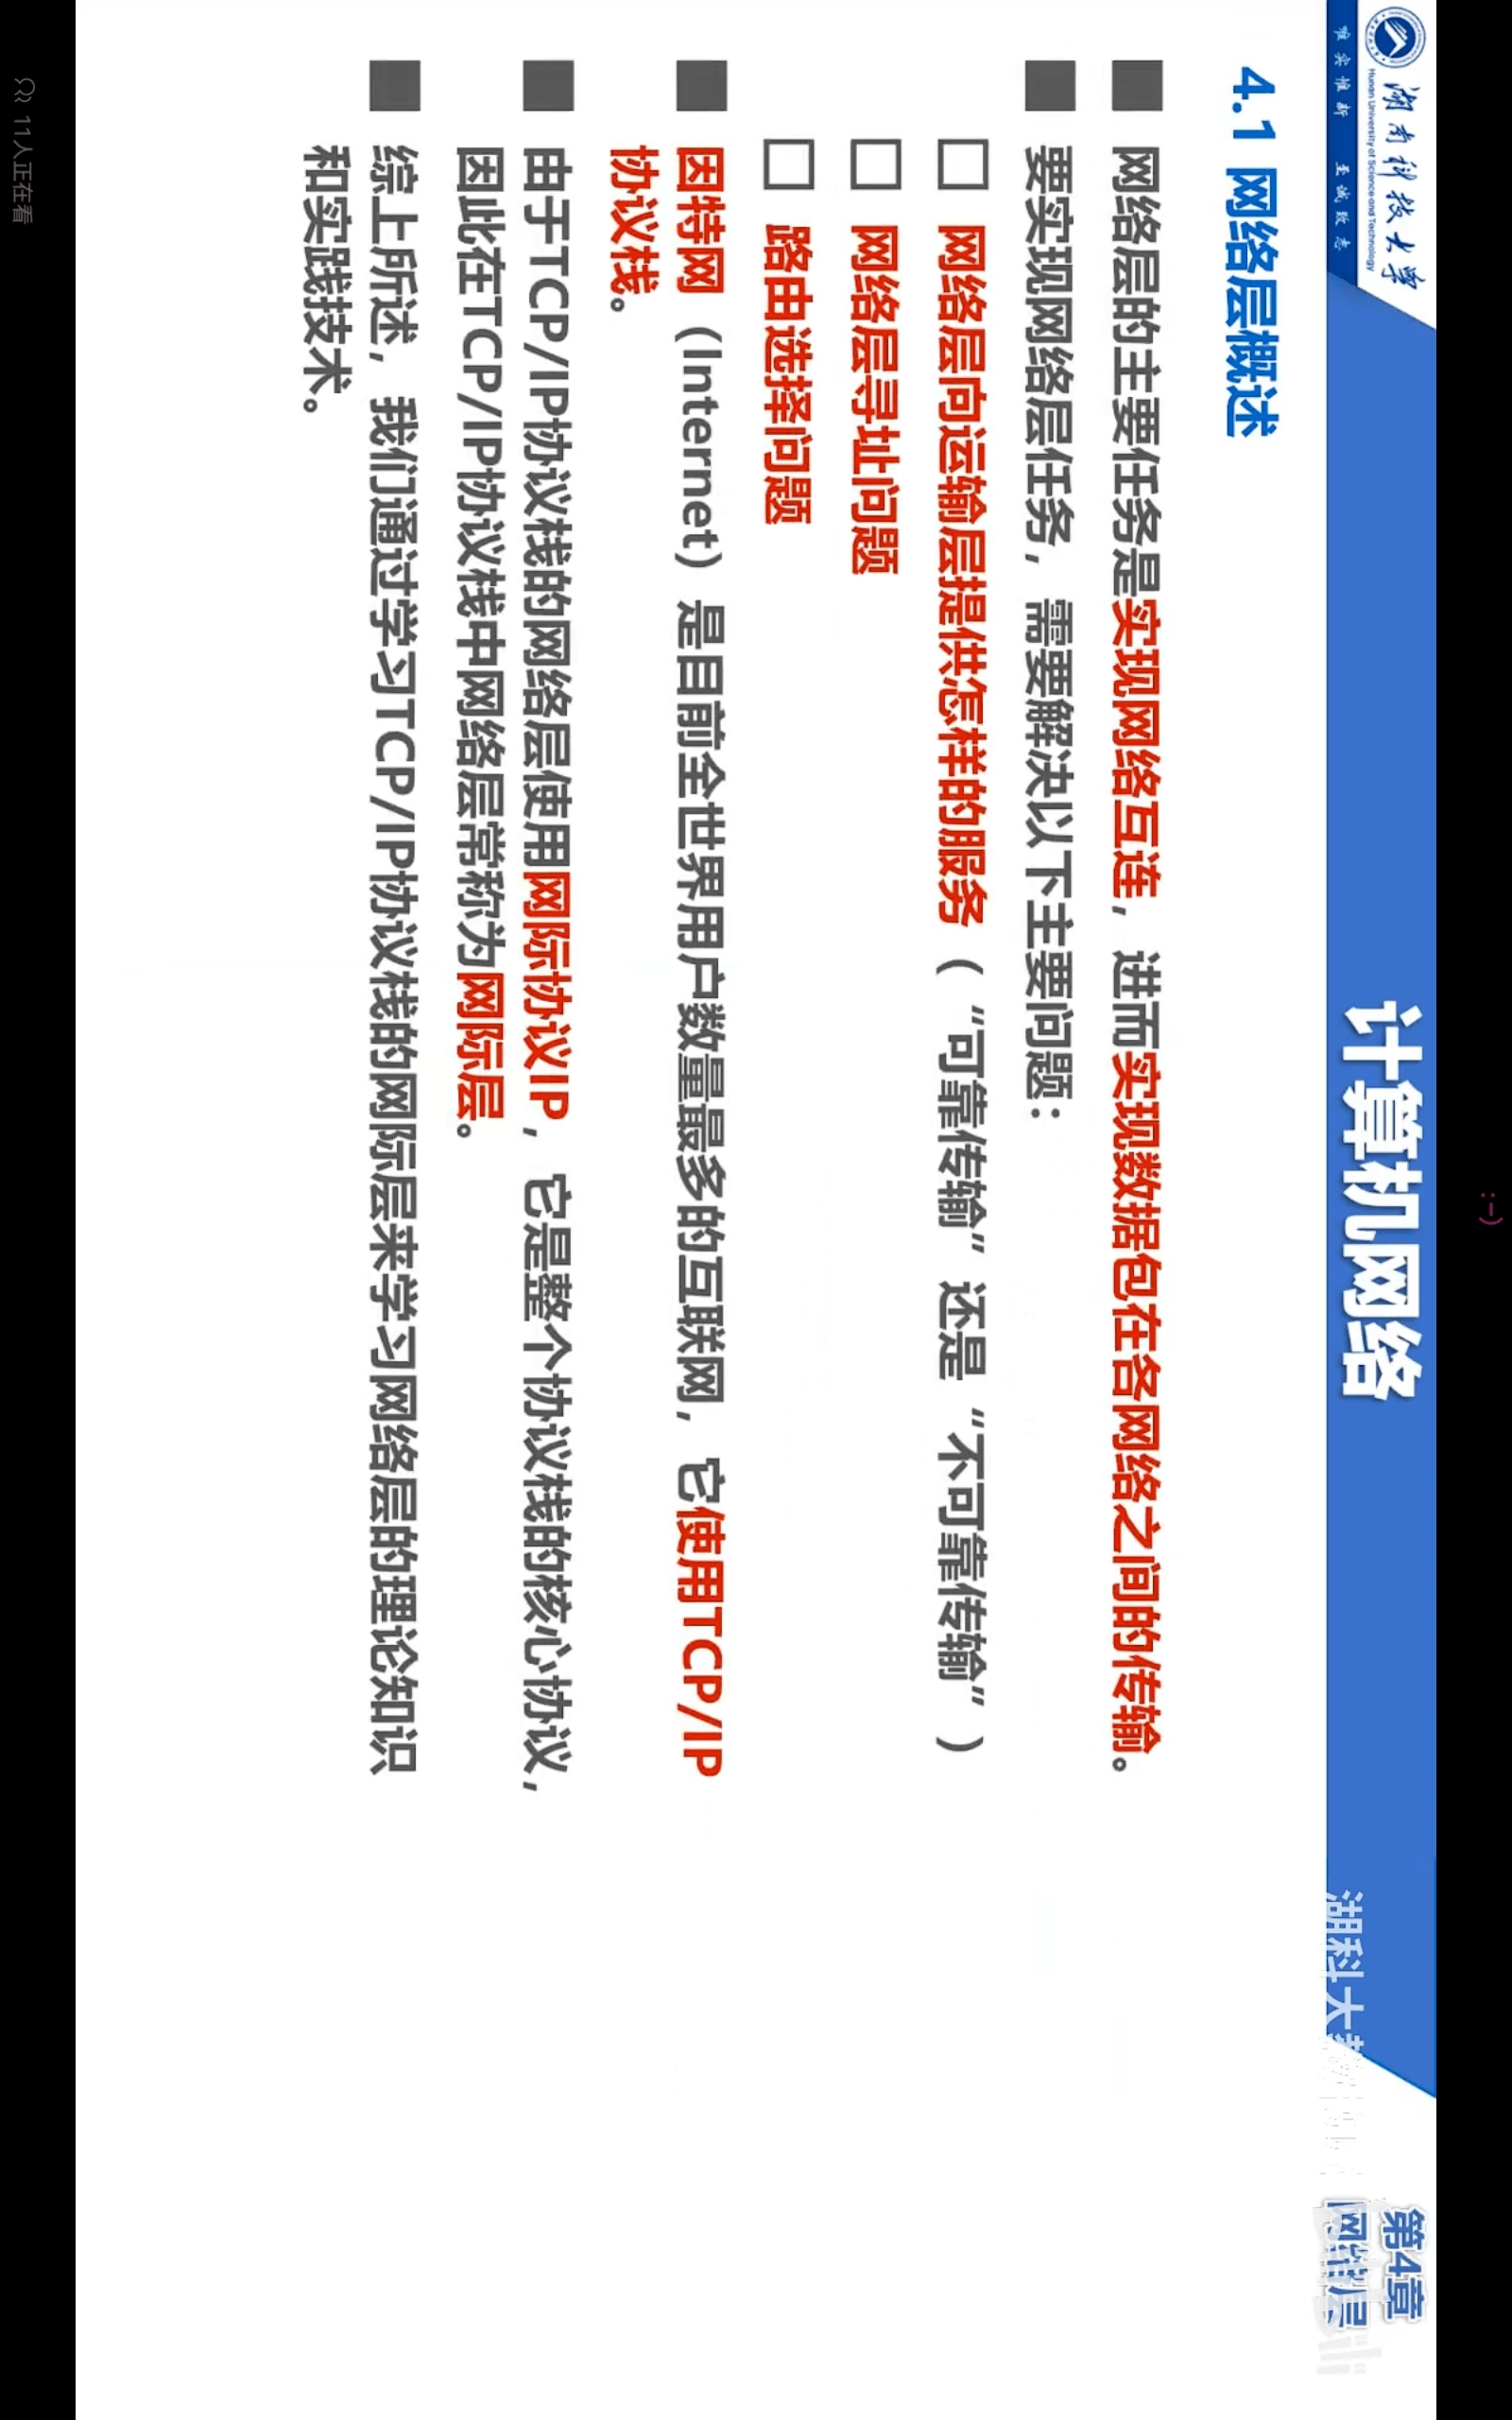 湖南科技大学
Hunan University of Science and Technology
唯实惟新 至诚致志
计算机网络
湖科大教
第4章
网络层
4.1 网络层概述
■ 网络层的主要任务是实现网络互连，进而实现数据包在各网络之间的传输。
■ 要实现网络层任务，需要解决以下主要问题：
□ 网络层向运输层提供怎样的服务（“可靠传输”还是“不可靠传输”）
□ 网络层寻址问题
□ 路由选择问题
■ 因特网（Internet）是目前全世界用户数量最多的互联网，它使用TCP/IP
协议栈。
■ 由于TCP/IP协议栈的网络层使用网际协议IP，它是整个协议栈的核心协议，
因此在TCP/IP协议栈中网络层常称为网际层。
■ 综上所述，我们通过学习TCP/IP协议栈的网际层来学习网络层的理论知识
和实践技术。
:-)
11人正在看